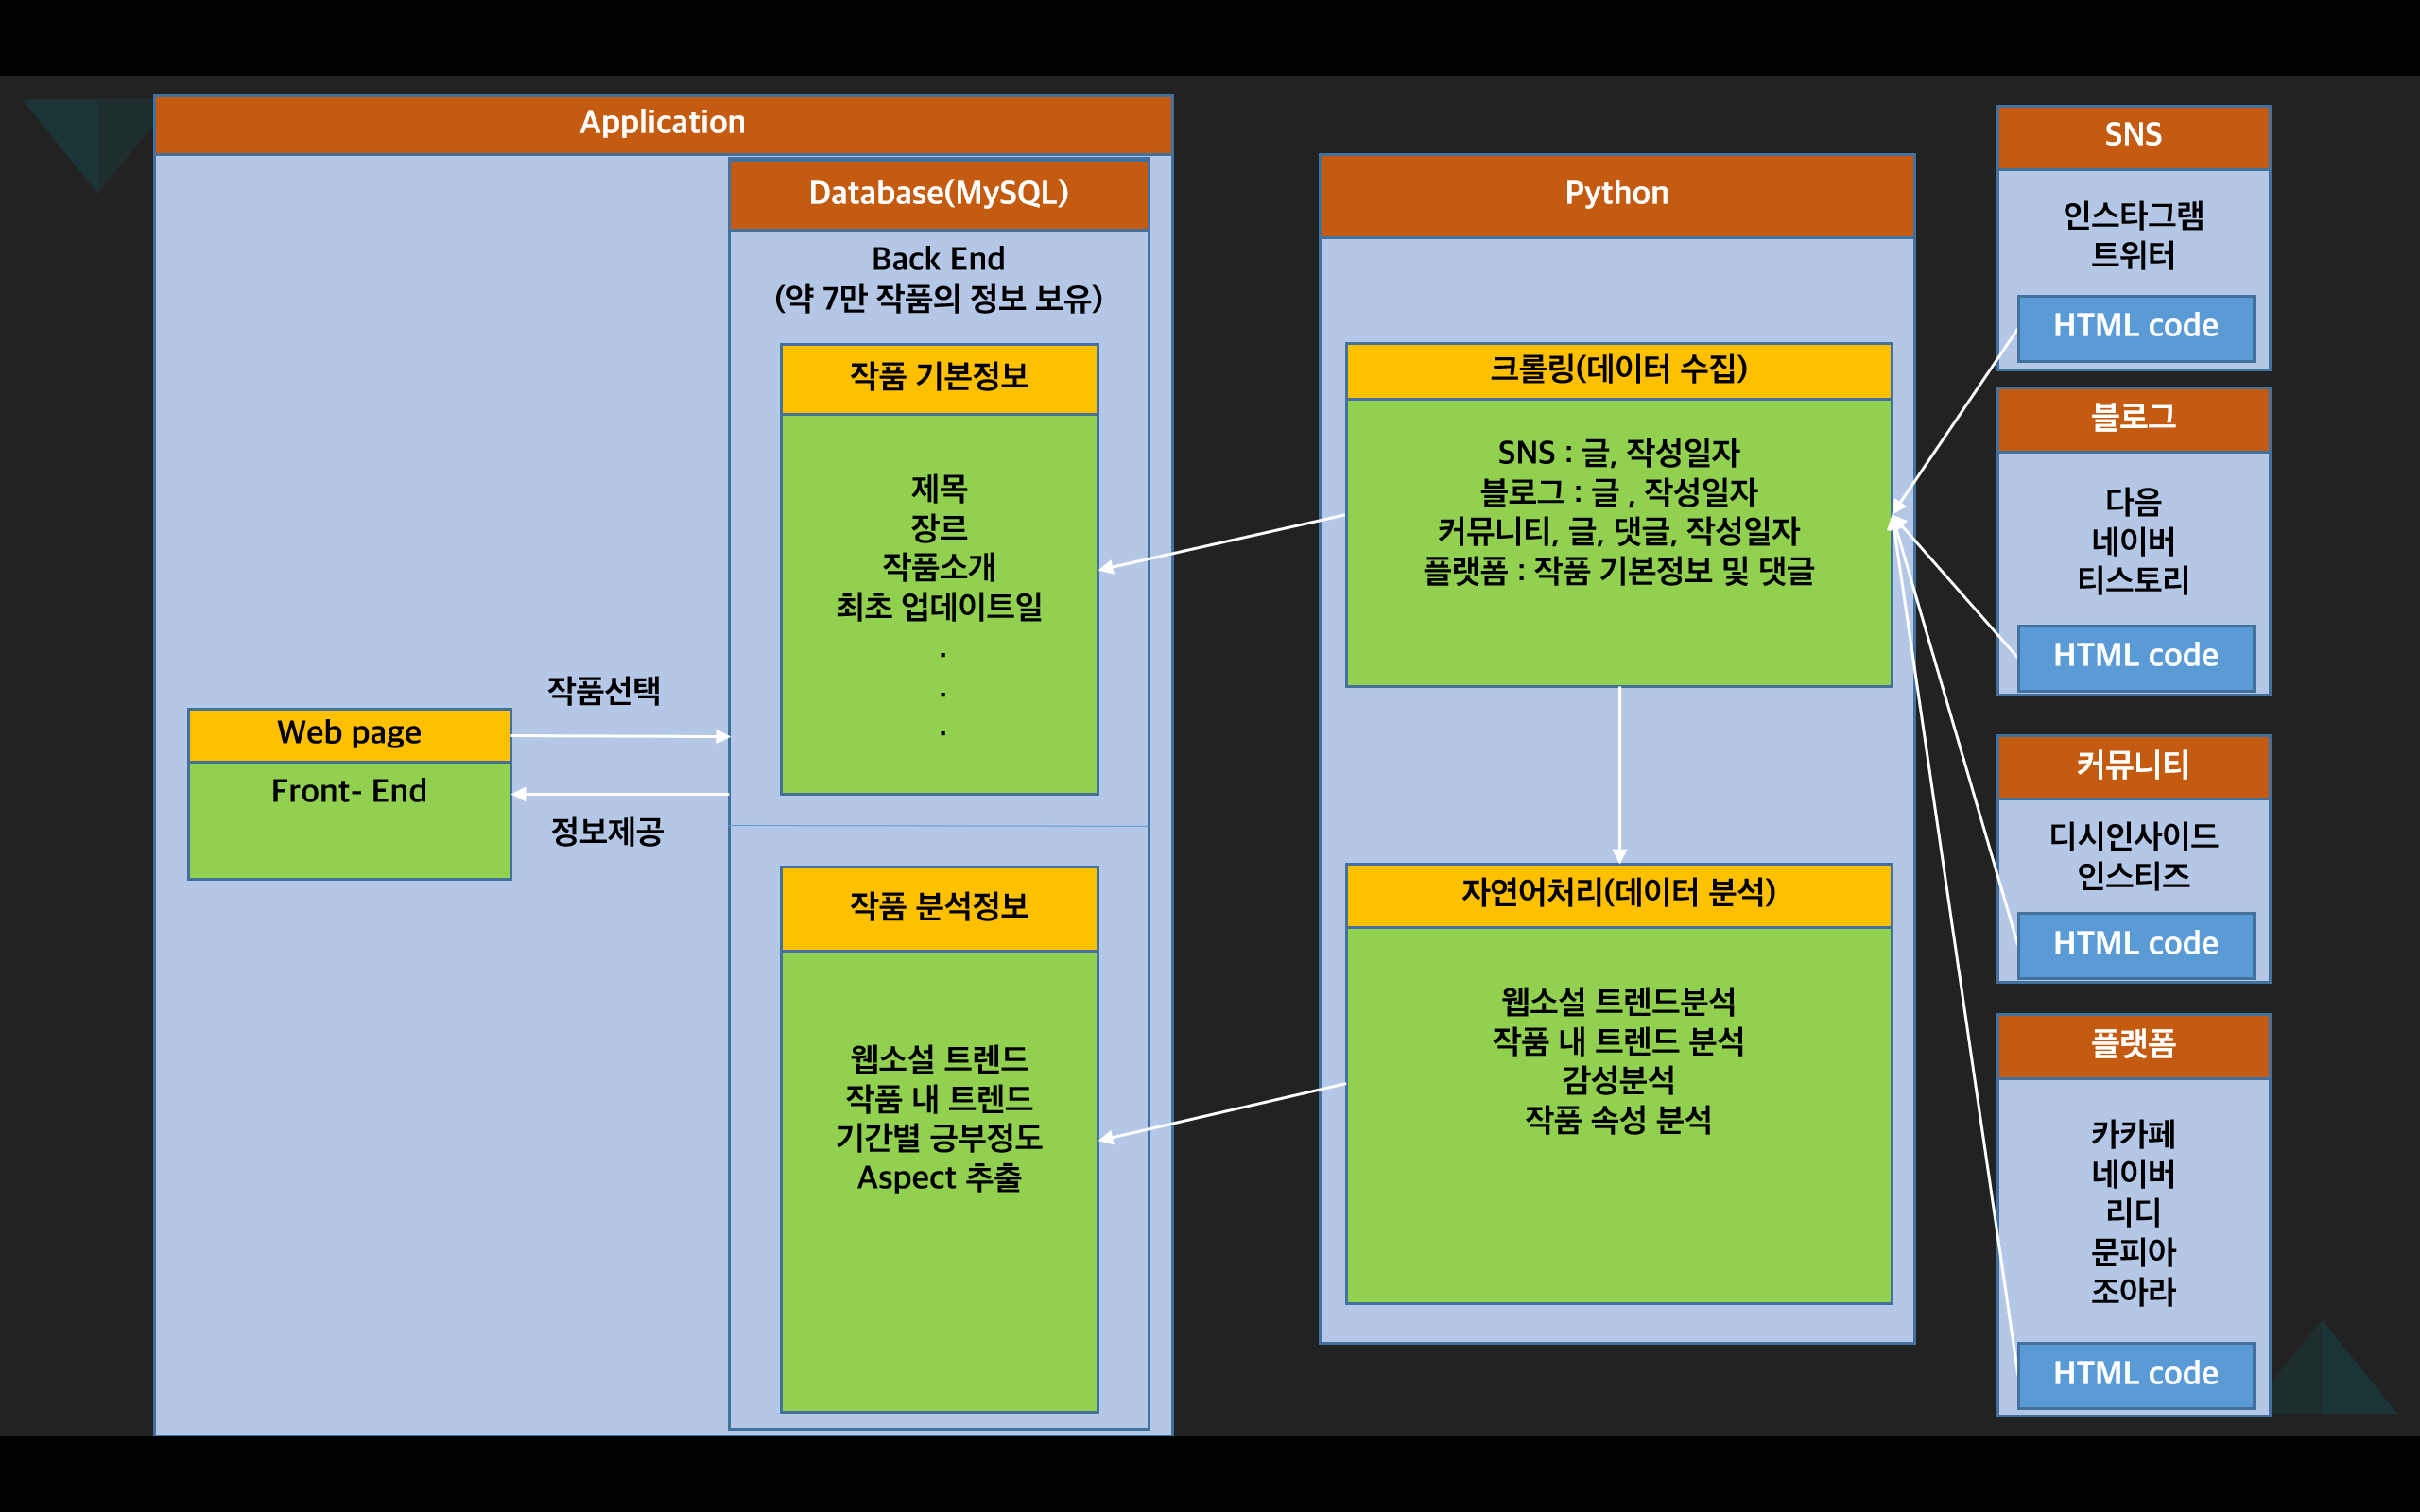 Application
Database(MySQL)
Back End
(약 7만 작품의 정보 보유)
작품 기본정보
제목
장르
작품소개
최초 업데이트일
.
.
.
작품선택
Web page
Front- End
정보제공
작품 분석정보
웹소설 트렌드
작품 내 트렌드
기간별 긍부정도
Aspect 추출
Python
크롤링(데이터 수집)
SNS : 글, 작성일자
블로그 : 글 , 작성일자
커뮤니티, 글, 댓글, 작성일자
플랫폼 : 작품 기본정보 및 댓글
자연어처리(데이터 분석)
웹소설 트렌드분석
작품 내 트렌드 분석
감성분석
작품 속성 분석
SNS
인스타그램
트위터
HTML code
블로그
다음
네이버
티스토리
HTML code
커뮤니티
디시인사이드
인스티즈
HTML code
플랫폼
카카페
네이버
리디
문피아
조아라
HTML code